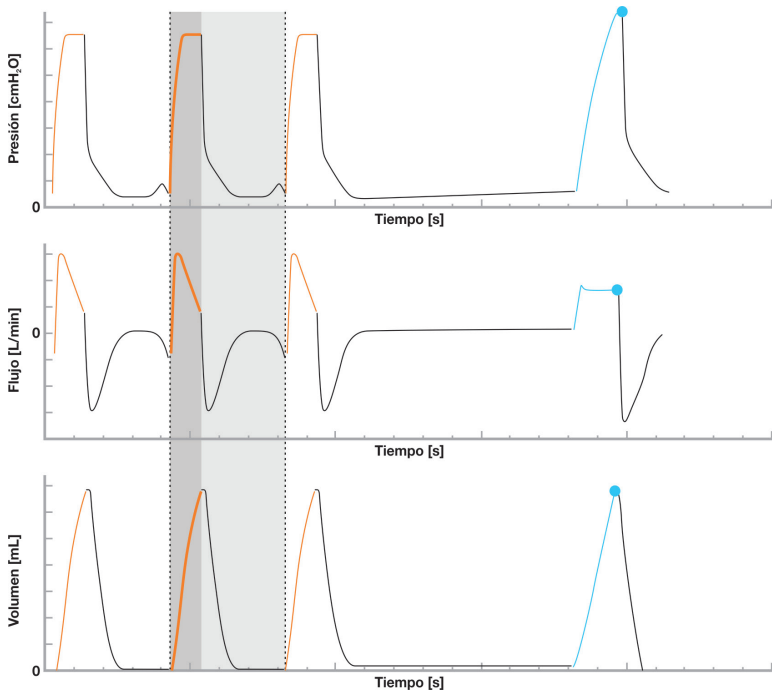 Presión [cmH₂O]
0
Tiempo [s]
Flujo [L/min]
0
Tiempo [s]
Volumen [mL]
0
Tiempo [s]